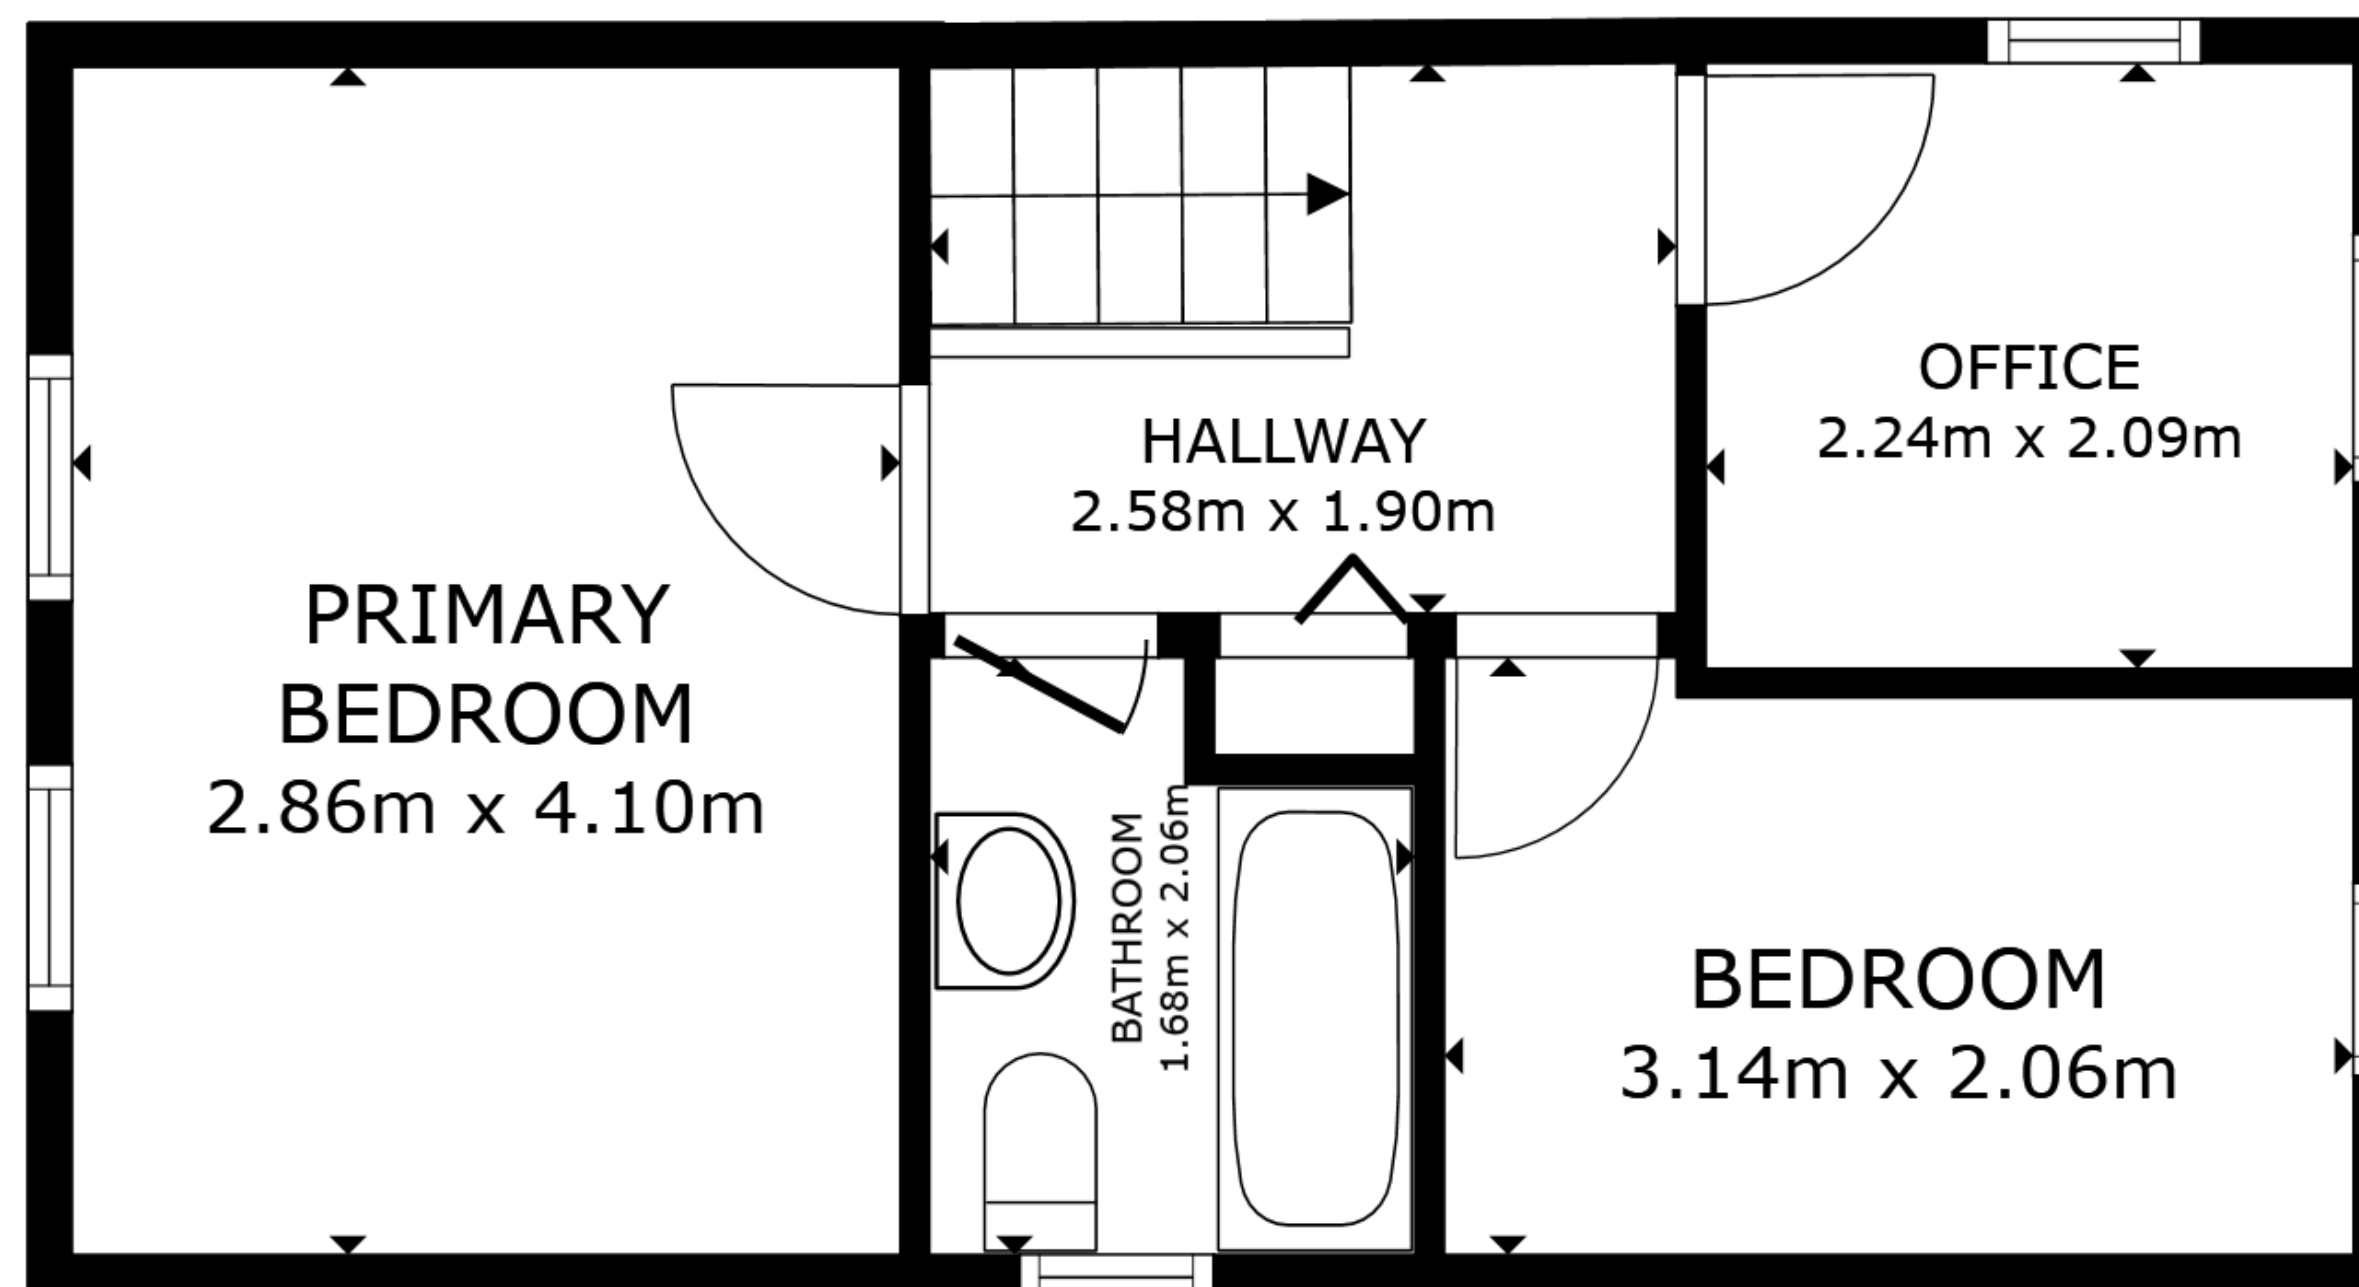 PRIMARY
BEDROOM
2.86m x 4.10m
HALLWAY
2.58m x 1.90m
OFFICE
2.24m x 2.09m
BATHROOM
1.68m x 2.06m
BEDROOM
3.14m x 2.06m